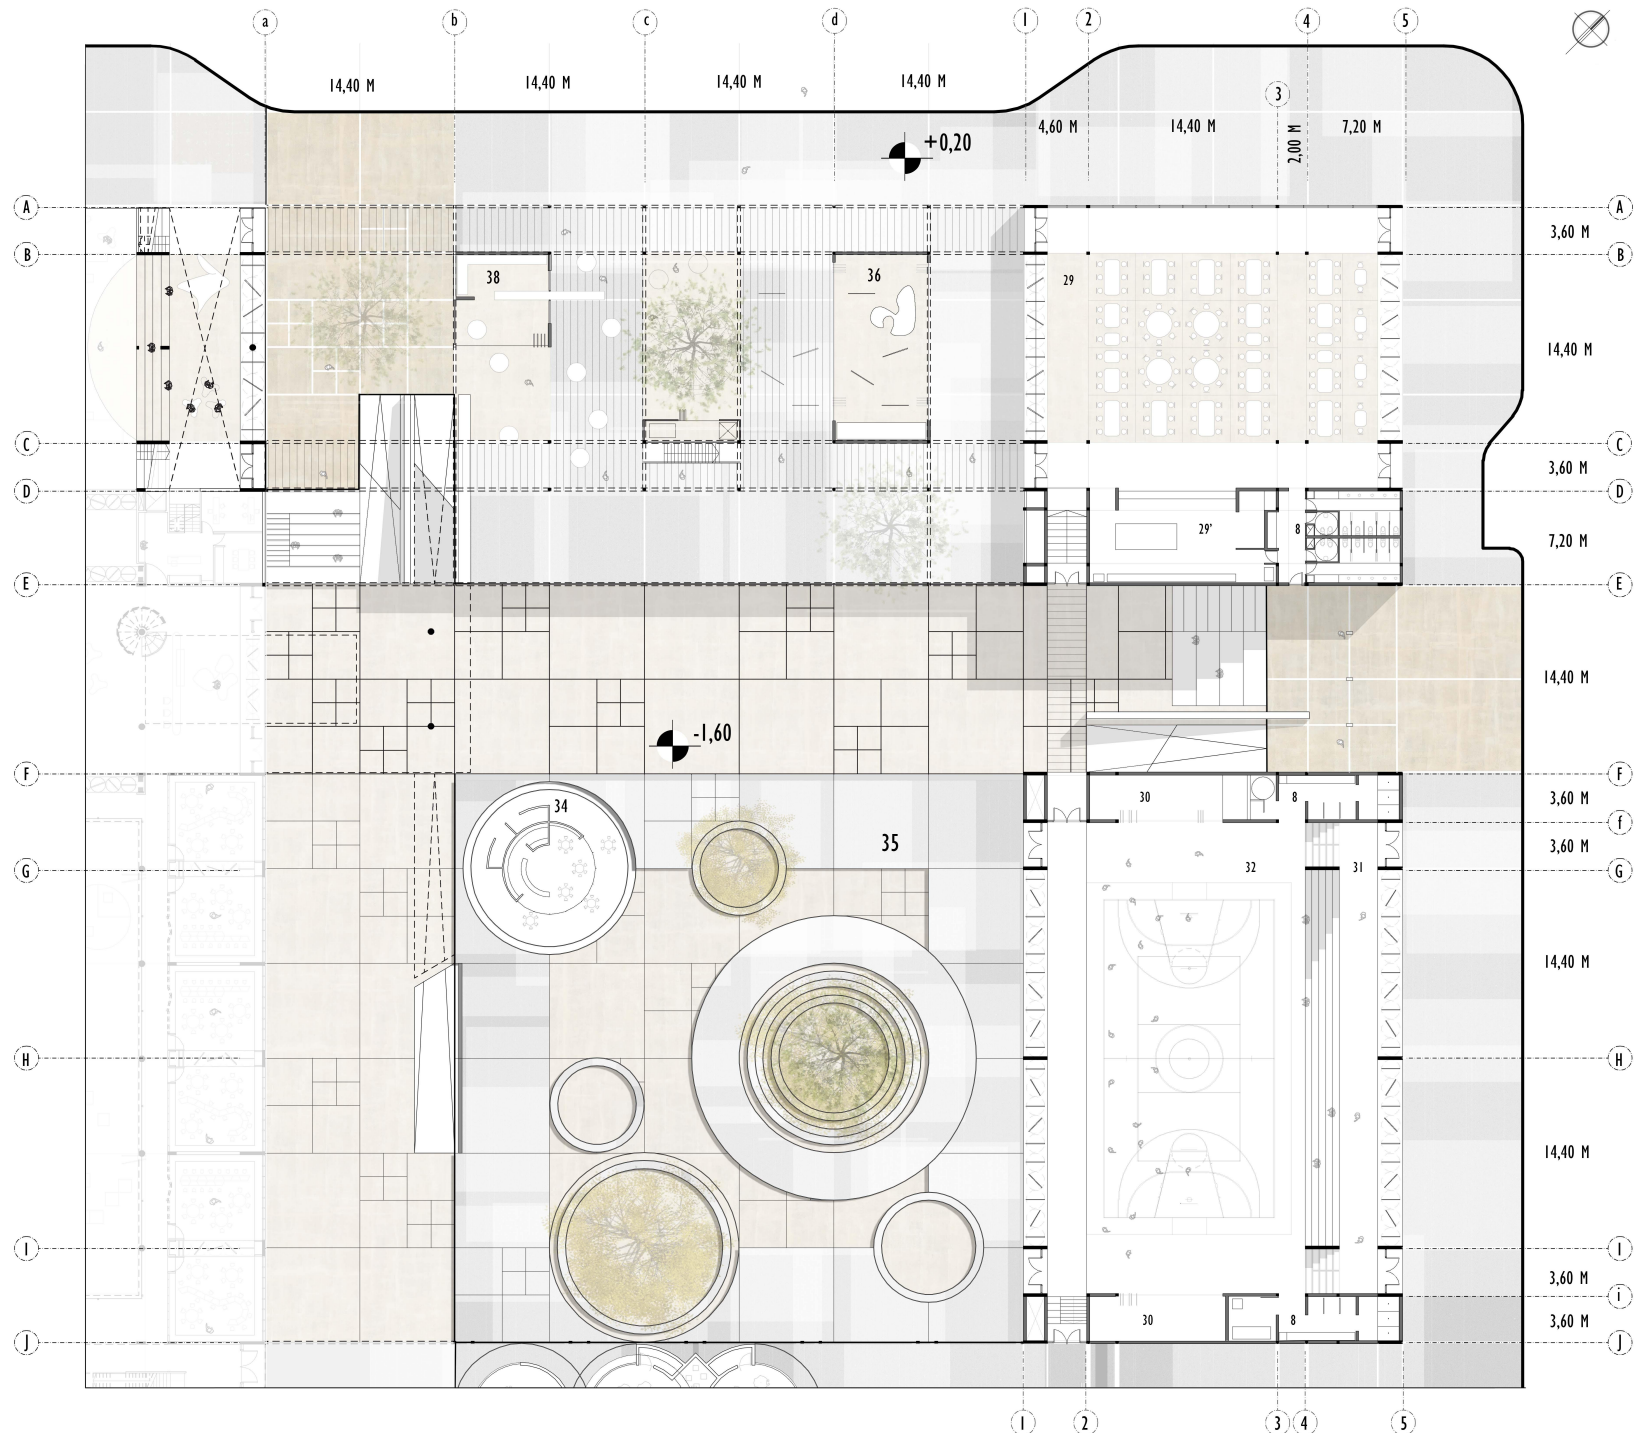 a b c d I 2 4 5
14,40 M 14,40 M 14,40 M 14,40 M
3
4,60 M 14,40 M 2,00 M 7,20 M
+0,20
A A
3,60 M
B B
38 36 29
14,40 M
C C
3,60 M
D D
29' 8
7,20 M
E E
14,40 M
-1,60
F F
34 30 8
3,60 M
f
35
3,60 M
32 31
G G
14,40 M
H H
14,40 M
I I
3,60 M
i
30 8
3,60 M
J J
I 2 3 4 5